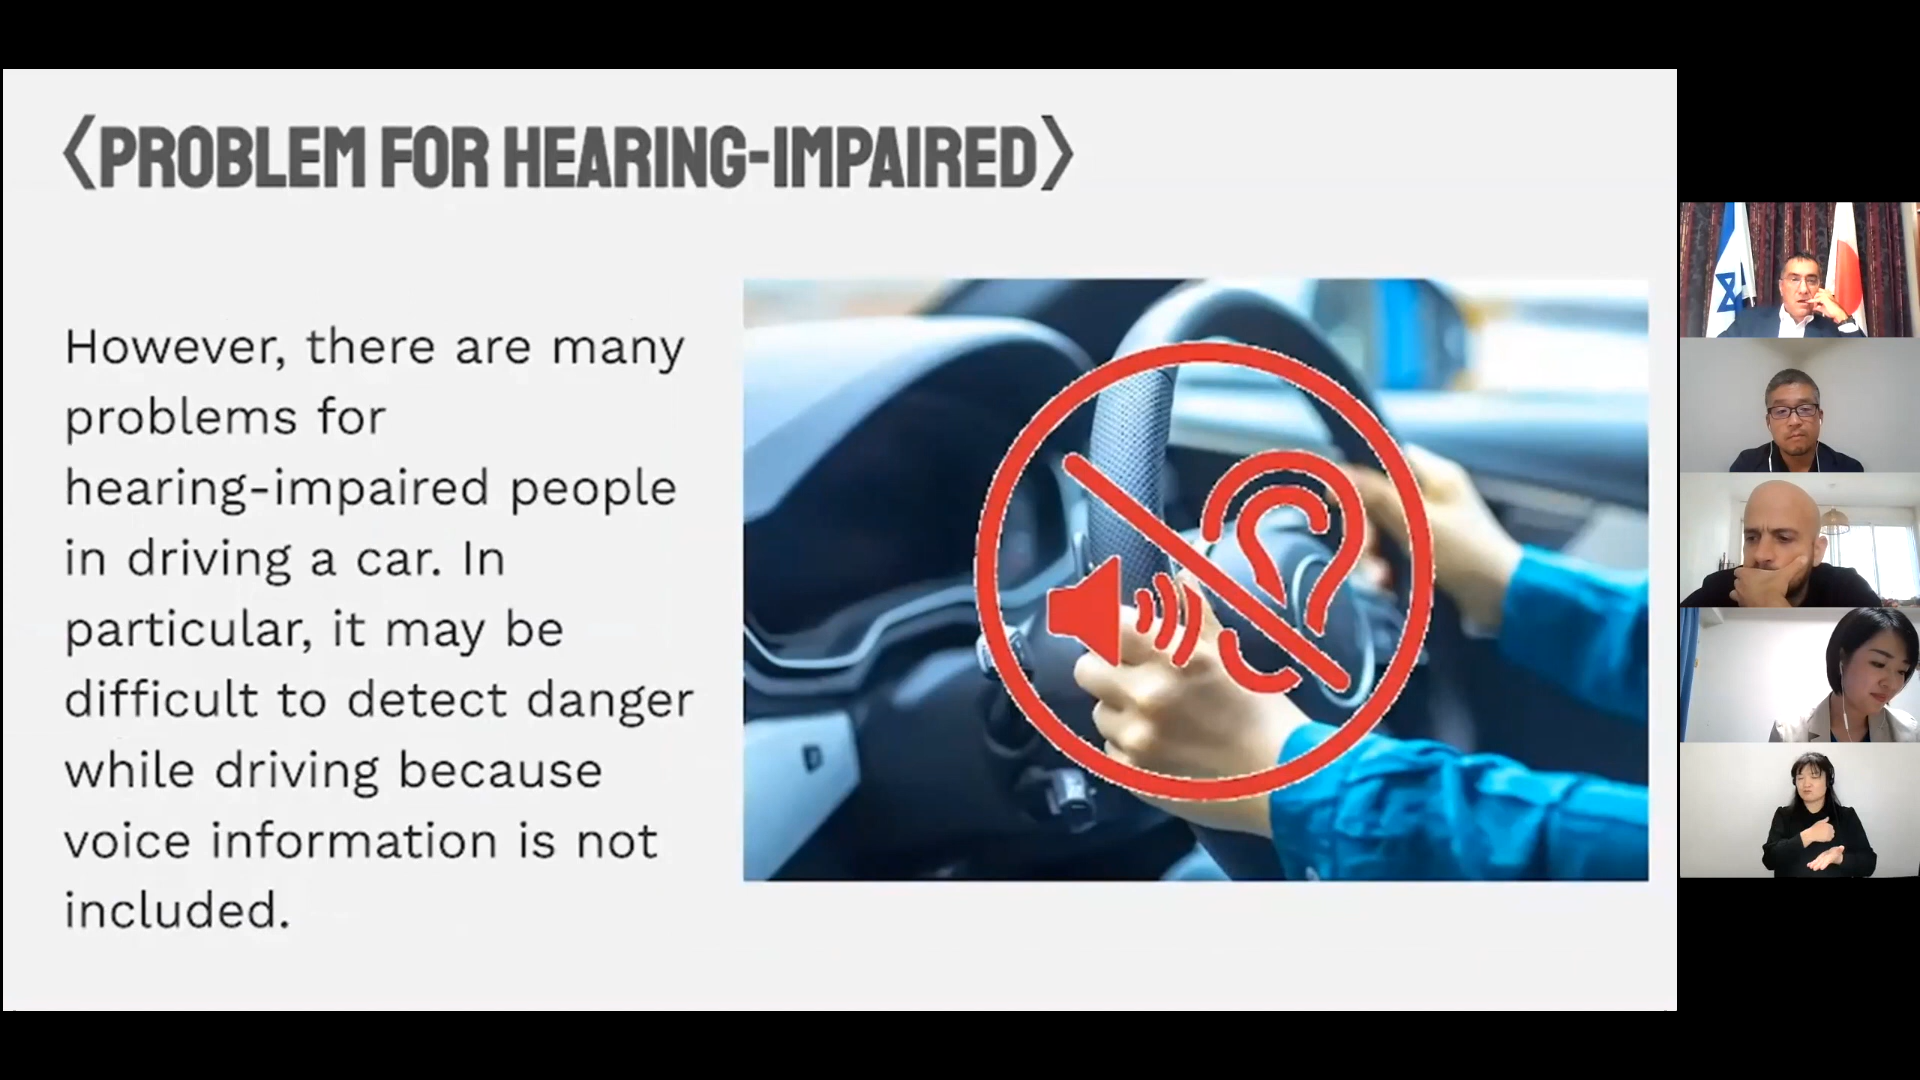 〈PROBLEM FOR HEARING-IMPAIRED〉
However, there are many
problems for
hearing-impaired people
in driving a car. In
particular, it may be
difficult to detect danger
while driving because
voice information is not
included.